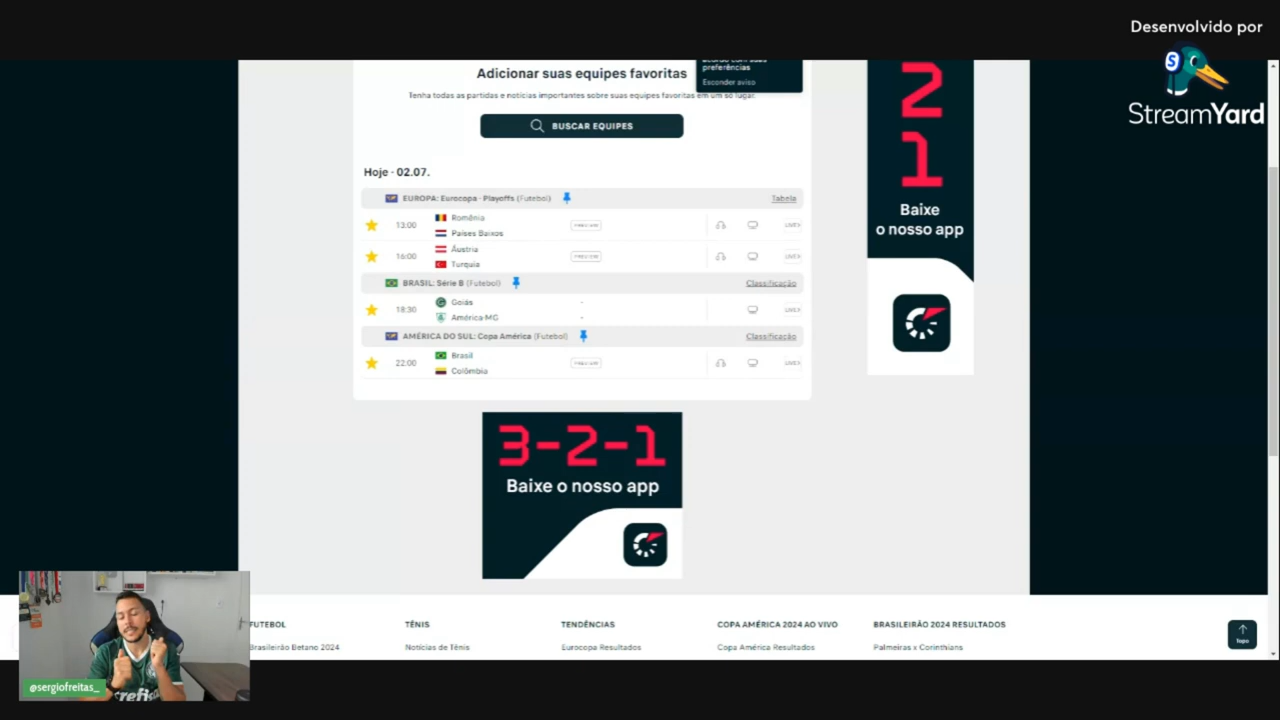 Desenvolvido por
StreamYard
preferências
Esconder aviso
Adicionar suas equipes favoritas
Tenha todas as partidas e notícias importantes sobre suas equipes favoritas em um só lugar.
BUSCAR EQUIPES
Hoje · 02.07.
EUROPA: Eurocopa - Playoffs (Futebol) Tabela
13:00 Romênia
Países Baixos
PREVIEW
16:00 Áustria
Turquia
PREVIEW
BRASIL: Série B (Futebol) Classificação
18:30 Goiás -
América-MG -
AMÉRICA DO SUL: Copa América (Futebol) Classificação
22:00 Brasil
Colômbia
PREVIEW
2
1
Baixe
o nosso app
3-2-1
Baixe o nosso app
FUTEBOL
Brasileirão Betano 2024
TÊNIS
Notícias de Tênis
TENDÊNCIAS
Eurocopa Resultados
COPA AMÉRICA 2024 AO VIVO
Copa América Resultados
BRASILEIRÃO 2024 RESULTADOS
Palmeiras x Corinthians
Topo
@sergiofreitas_